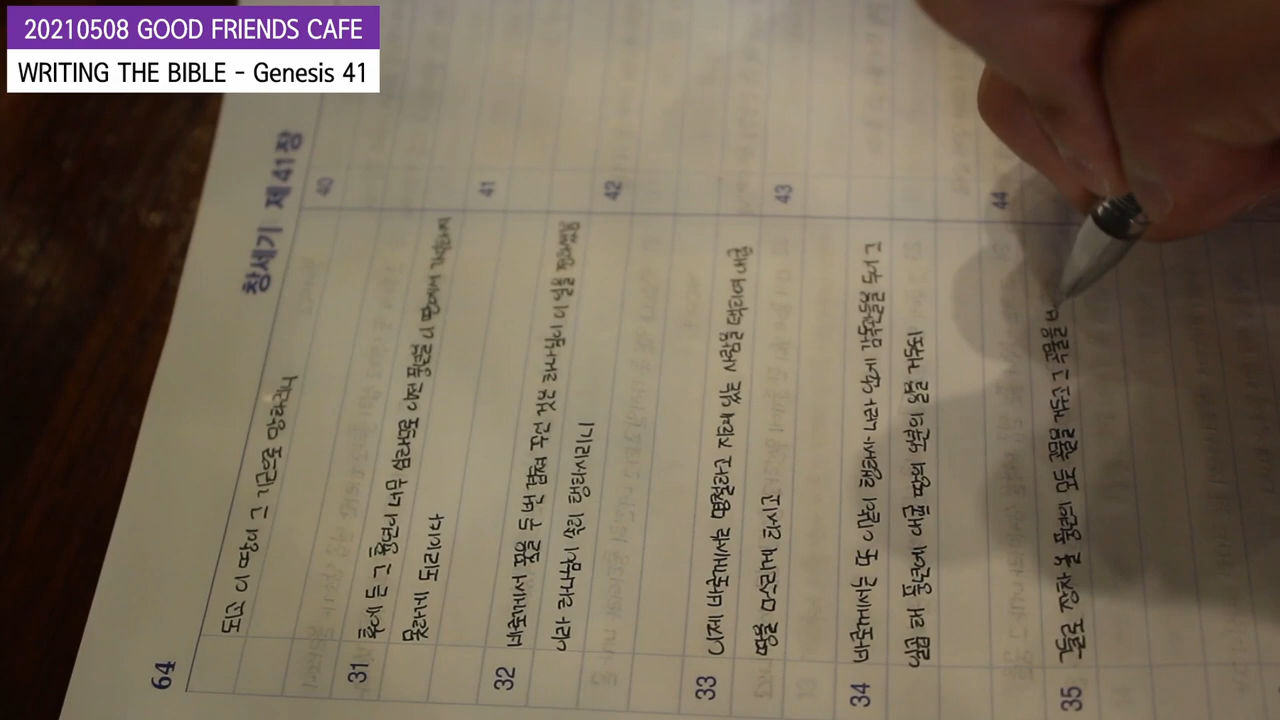 20210508 GOOD FRIENDS CAFE
WRITING THE BIBLE - Genesis 41
64
창세기 제41장
되고 이 땅이 그 기근으로 망하리니
31 후에 든 그 흉년이 너무 심하므로 이전 풍년을 이 땅에서 기억하지
못하게 되리이다
32 바로께서 꿈을 두 번 겹쳐 꾸신 것은 하나님이 이 일을 정하셨음
이라 하나님이 속히 행하시리니
33 이제 바로께서는 명철하고 지혜 있는 사람을 택하여 애굽
땅을 다스리게 하시고
34 바로께서는 또 이같이 행하사 나라 안에 감독관들을 두어 그
일곱 해 풍년에 애굽 땅의 오분의 일을 거두되
35 그들로 장차 올 풍년의 모든 곡물을 거두고 그 곡물을
40
41
42
43
44